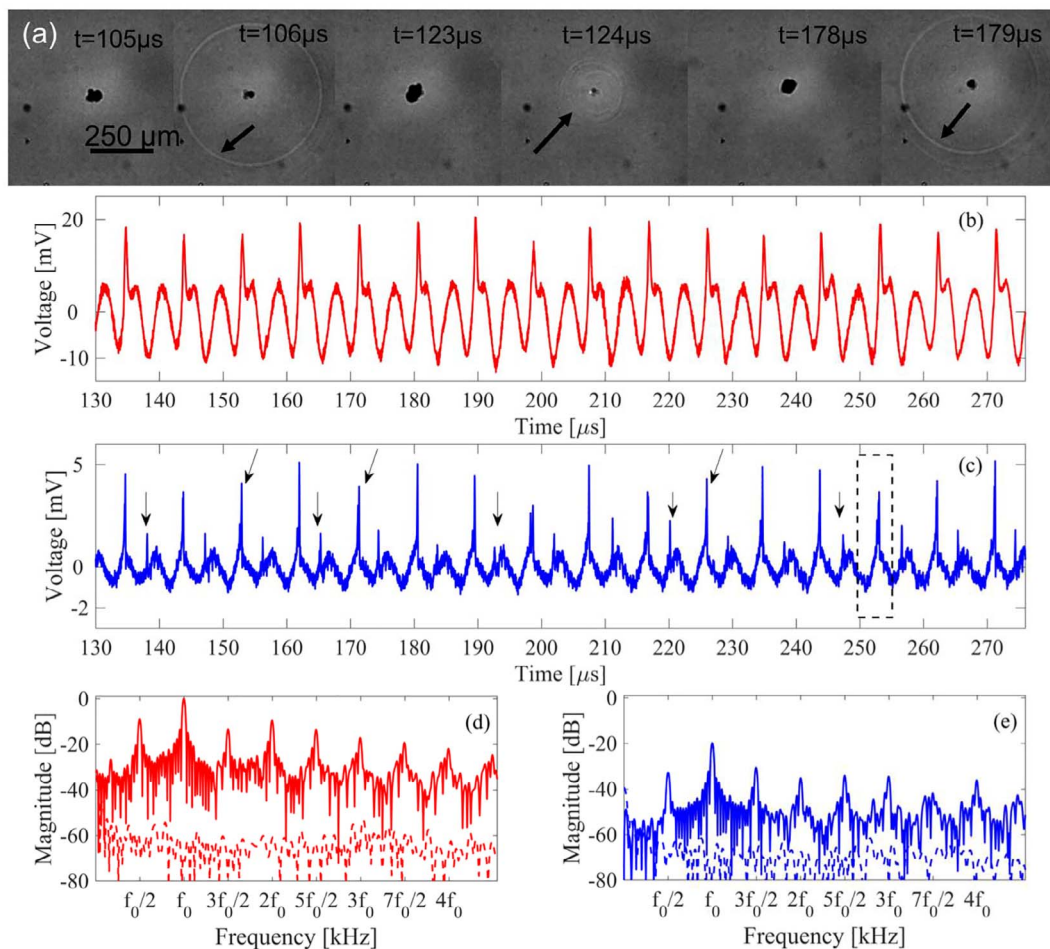 (a) t=105μs t=106μs t=123μs t=124μs t=178μs t=179μs
250 μm
(b)
20
0
-10
Voltage [mV]
130 140 150 160 170 180 190 200 210 220 230 240 250 260 270
Time [μs]
(c)
5
0
-2
Voltage [mV]
130 140 150 160 170 180 190 200 210 220 230 240 250 260 270
Time [μs]
(d)
0
-20
-40
-60
-80
Magnitude [dB]
f₀/2 f₀ 3f₀/2 2f₀ 5f₀/2 3f₀ 7f₀/2 4f₀
Frequency [kHz]
(e)
0
-20
-40
-60
-80
Magnitude [dB]
f₀/2 f₀ 3f₀/2 2f₀ 5f₀/2 3f₀ 7f₀/2 4f₀
Frequency [kHz]